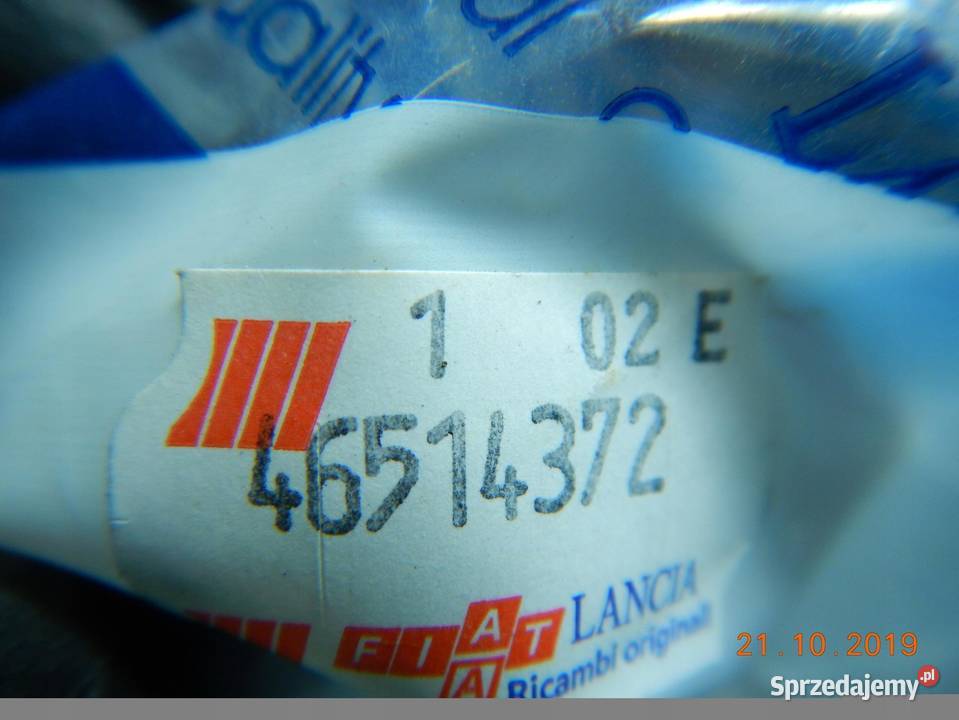 1 02 E
46514372
FIAT LANCIA
Ricambi originali
21.10.2019
Sprzedajemy.pl